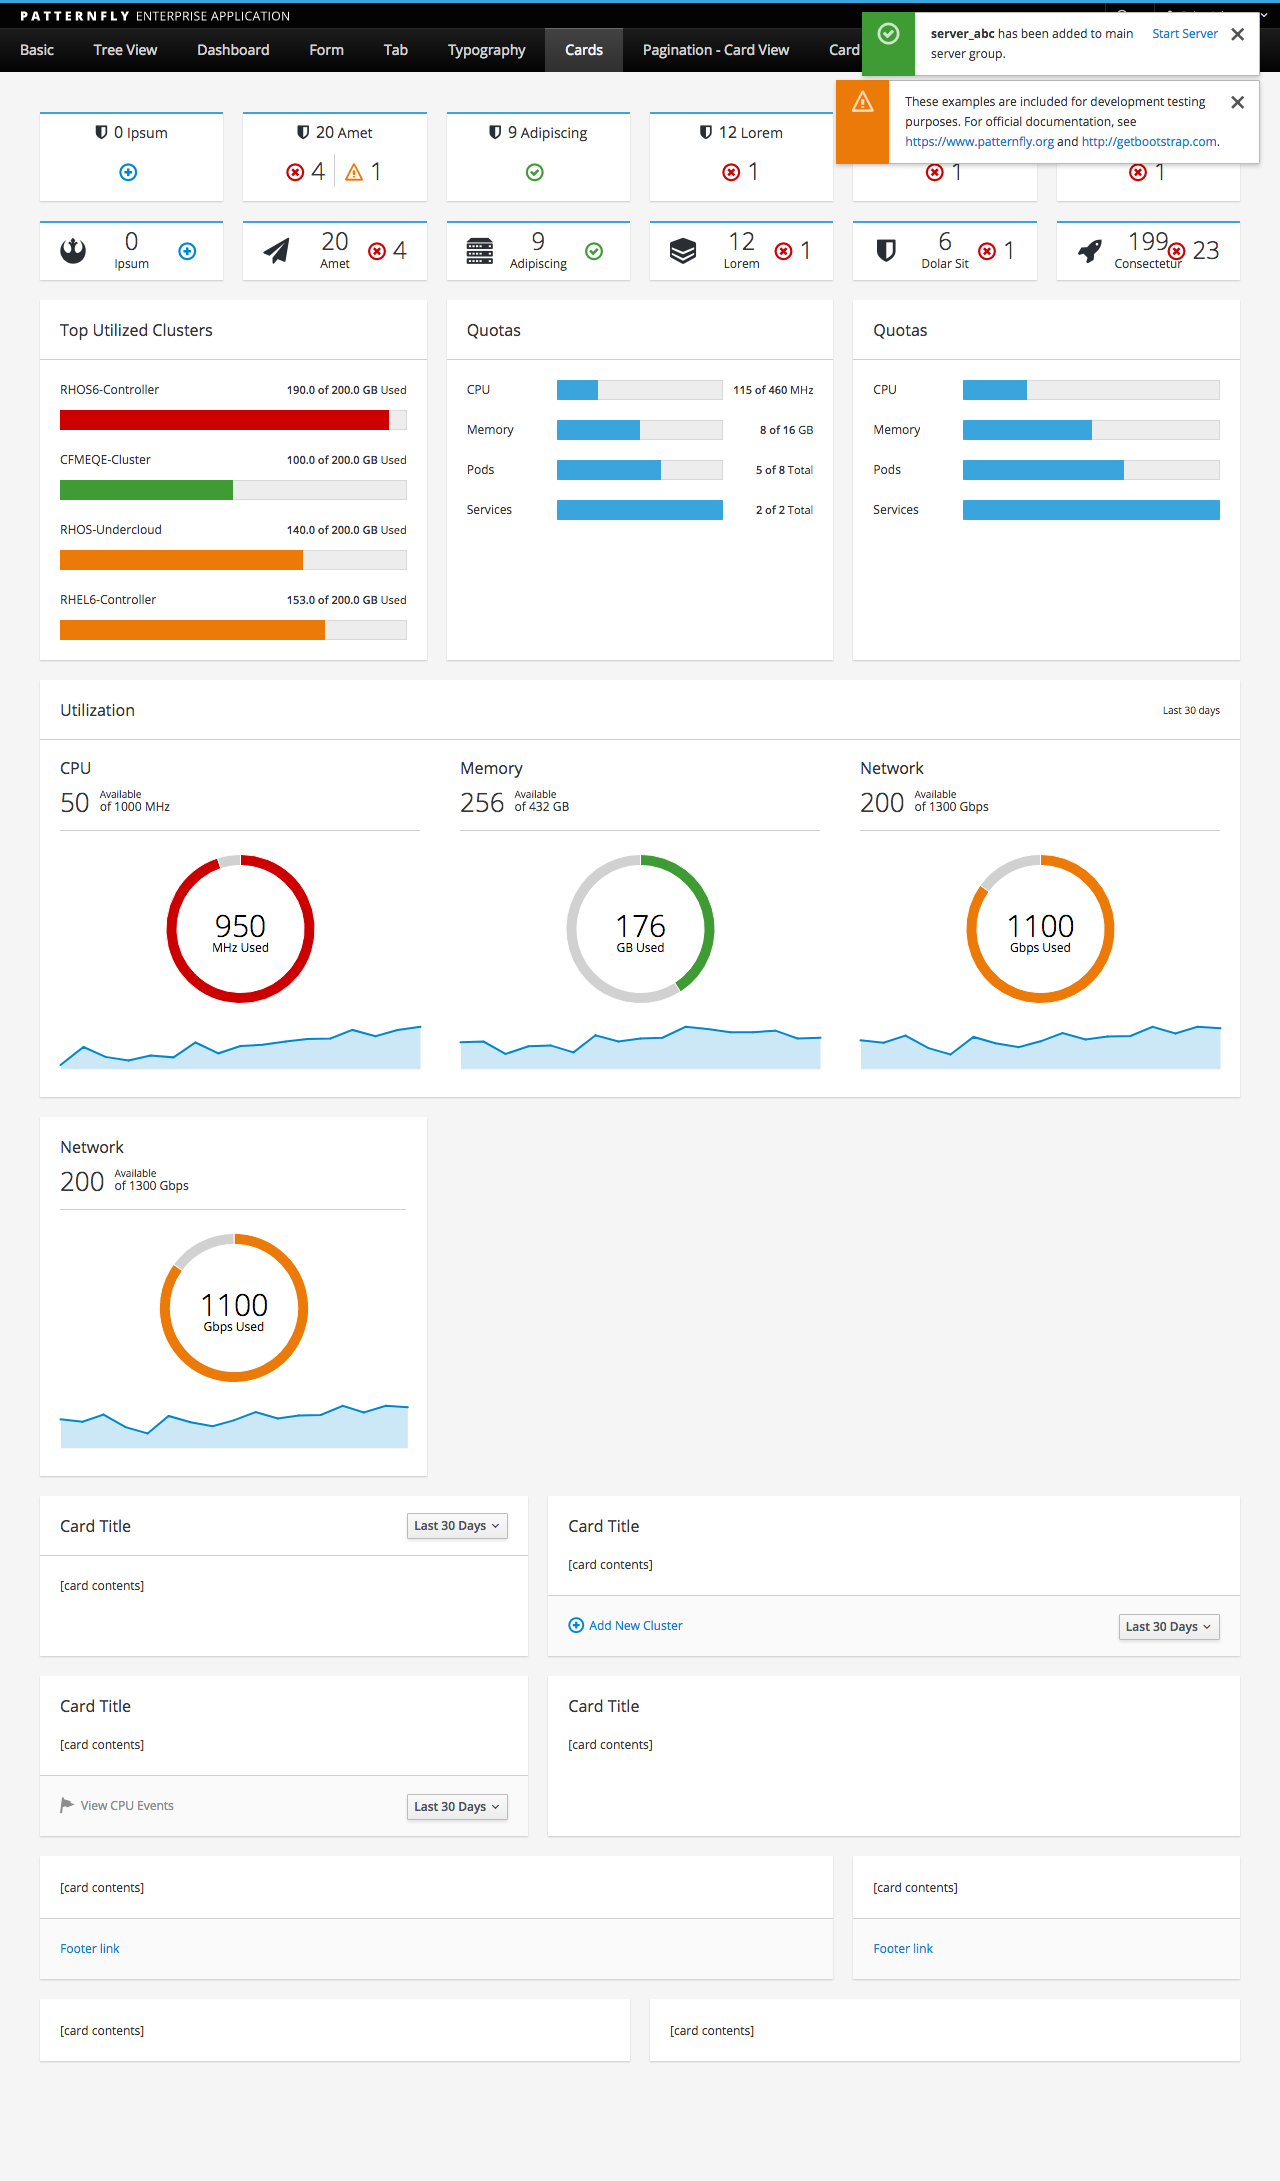 PATTERNFLY ENTERPRISE APPLICATION
Basic Tree View Dashboard Form Tab Typography Cards Pagination - Card View Card
server_abc has been added to main server group. Start Server
These examples are included for development testing
purposes. For official documentation, see
https://www.patternfly.org and http://getbootstrap.com.
0 Ipsum
20 Amet
4 1
9 Adipiscing
12 Lorem
1
1
1
0
Ipsum
20
Amet
4
9
Adipiscing
12
Lorem
1
6
Dolar Sit
1
199
Consectetur
23
Top Utilized Clusters
RHOS6-Controller 190.0 of 200.0 GB Used
CFMEQE-Cluster 100.0 of 200.0 GB Used
RHOS-Undercloud 140.0 of 200.0 GB Used
RHEL6-Controller 153.0 of 200.0 GB Used
Quotas
CPU 115 of 460 MHz
Memory 8 of 16 GB
Pods 5 of 8 Total
Services 2 of 2 Total
Quotas
CPU
Memory
Pods
Services
Utilization Last 30 days
CPU
50 Available
of 1000 MHz
950
MHz Used
Memory
256 Available
of 432 GB
176
GB Used
Network
200 Available
of 1300 Gbps
1100
Gbps Used
Network
200 Available
of 1300 Gbps
1100
Gbps Used
Card Title Last 30 Days
[card contents]
Card Title
[card contents]
Add New Cluster Last 30 Days
Card Title
[card contents]
View CPU Events Last 30 Days
Card Title
[card contents]
[card contents]
Footer link
[card contents]
Footer link
[card contents]
[card contents]